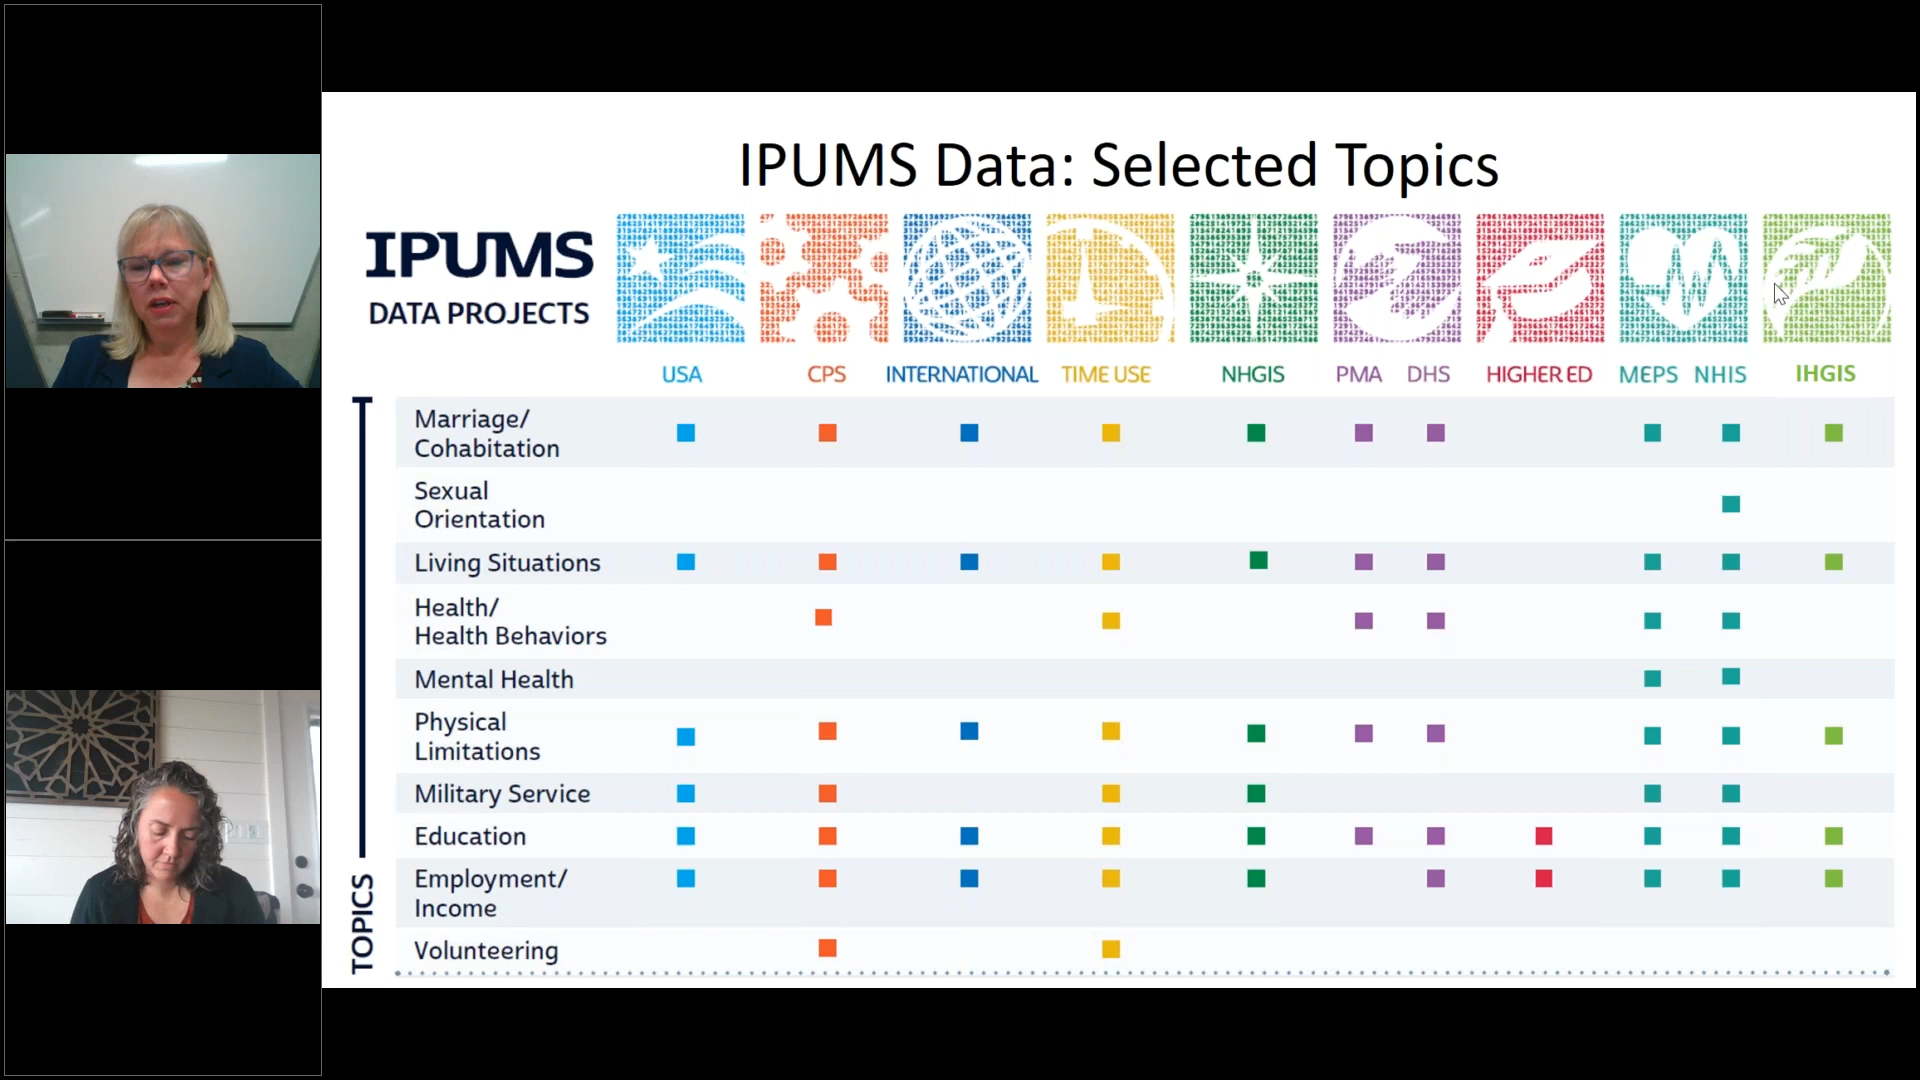 IPUMS Data: Selected Topics
IPUMS
DATA PROJECTS
USA
CPS
INTERNATIONAL
TIME USE
NHGIS
PMA
DHS
HIGHER ED
MEPS
NHIS
IHGIS
TOPICS
Marriage/
Cohabitation
Sexual
Orientation
Living Situations
Health/
Health Behaviors
Mental Health
Physical
Limitations
Military Service
Education
Employment/
Income
Volunteering